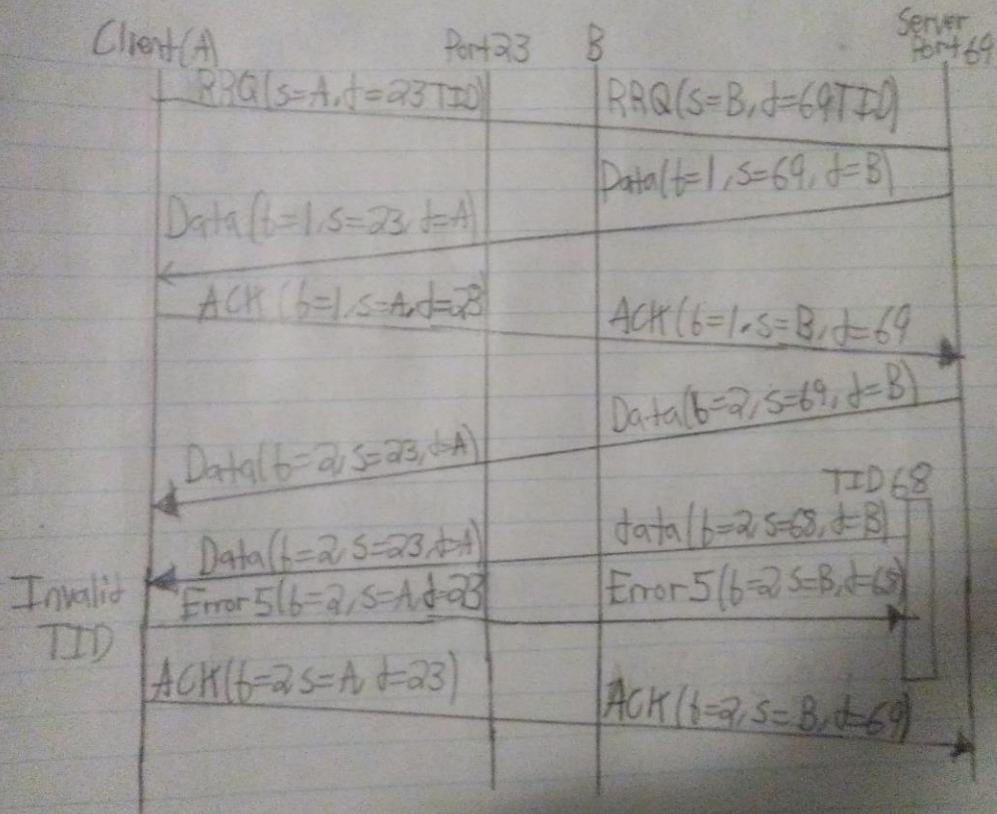 Client(A)
Port23
B
Server
Port 69
RRQ(s=A, d=23TID)
RRQ(s=B, d=69TID)
Data(b=1, s=69, d=B)
Data(b=1, s=23, d=A)
ACK (b=1, s=A, d=23
ACK(b=1, s=B, d=69
Data(b=2, s=69, d=B)
Data(b=2, s=23, d=A)
TID 68
data(b=2, s=68, d=B)
Data(b=2, s=23, d=A)
Invalid
TID
Error5(b=2, s=A, d=23
Error5(b=2 s=B, d=68)
ACK(b=2 s=A, d=23)
ACK(b=2, s=B, d=69)